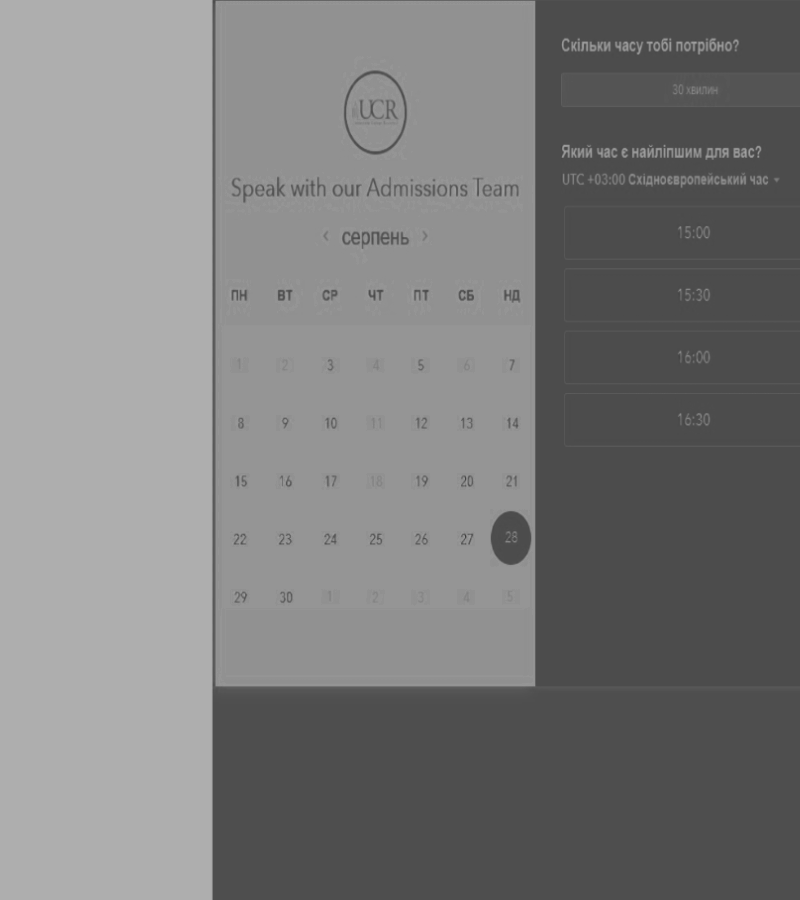 UCR
Speak with our Admissions Team
‹ серпень ›
ПН ВТ СР ЧТ ПТ СБ НД
1 2 3 4 5 6 7
8 9 10 11 12 13 14
15 16 17 18 19 20 21
22 23 24 25 26 27 28
29 30 1 2 3 4 5
Скільки часу тобі потрібно?
30 хвилин
Який час є найліпшим для вас?
UTC +03:00 Східноєвропейський час
15:00
15:30
16:00
16:30